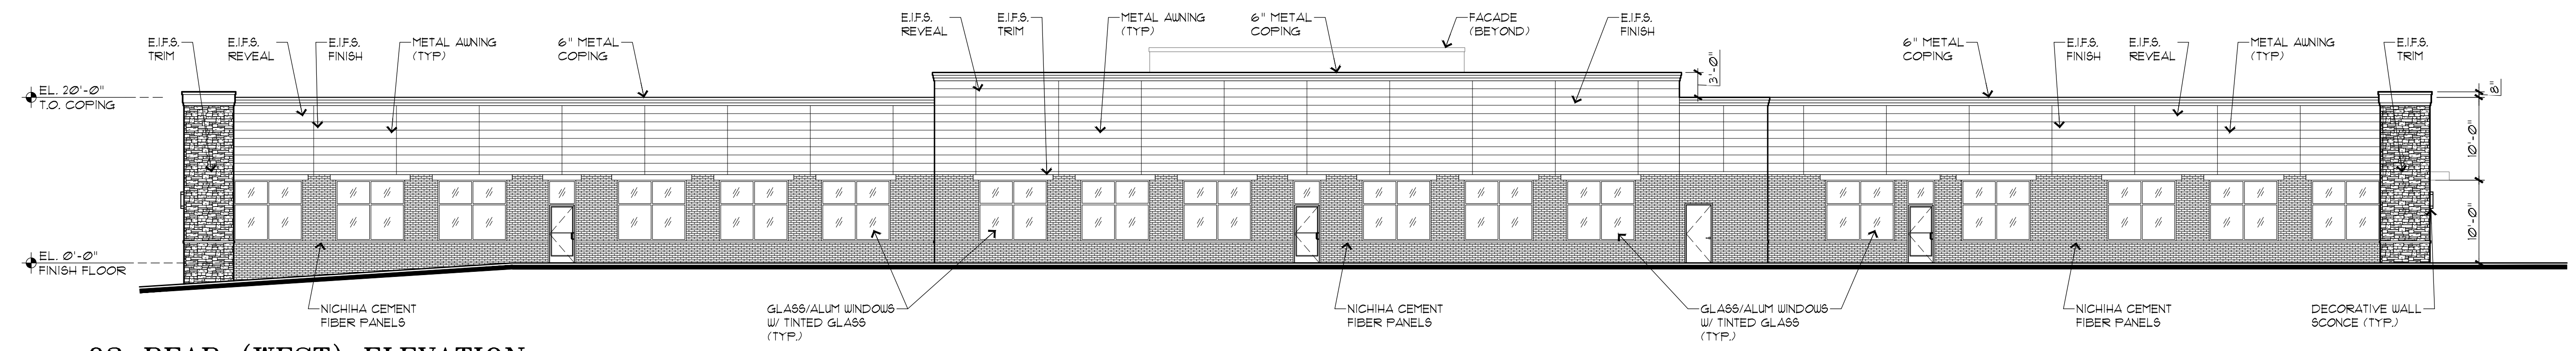 E.I.F.S.
TRIM
E.I.F.S.
REVEAL
E.I.F.S.
FINISH
METAL AWNING
(TYP)
6" METAL
COPING
E.I.F.S.
REVEAL
E.I.F.S.
TRIM
METAL AWNING
(TYP)
6" METAL
COPING
FACADE
(BEYOND)
E.I.F.S.
FINISH
6" METAL
COPING
E.I.F.S.
FINISH
E.I.F.S.
REVEAL
METAL AWNING
(TYP)
E.I.F.S.
TRIM
3'-0"
8"
EL. 20'-0"
T.O. COPING
10'-0"
10'-0"
EL. 0'-0"
FINISH FLOOR
NICHIHA CEMENT
FIBER PANELS
GLASS/ALUM WINDOWS
W/ TINTED GLASS
(TYP.)
NICHIHA CEMENT
FIBER PANELS
GLASS/ALUM WINDOWS
W/ TINTED GLASS
(TYP.)
NICHIHA CEMENT
FIBER PANELS
DECORATIVE WALL
SCONCE (TYP.)
REAR (WEST) ELEVATION